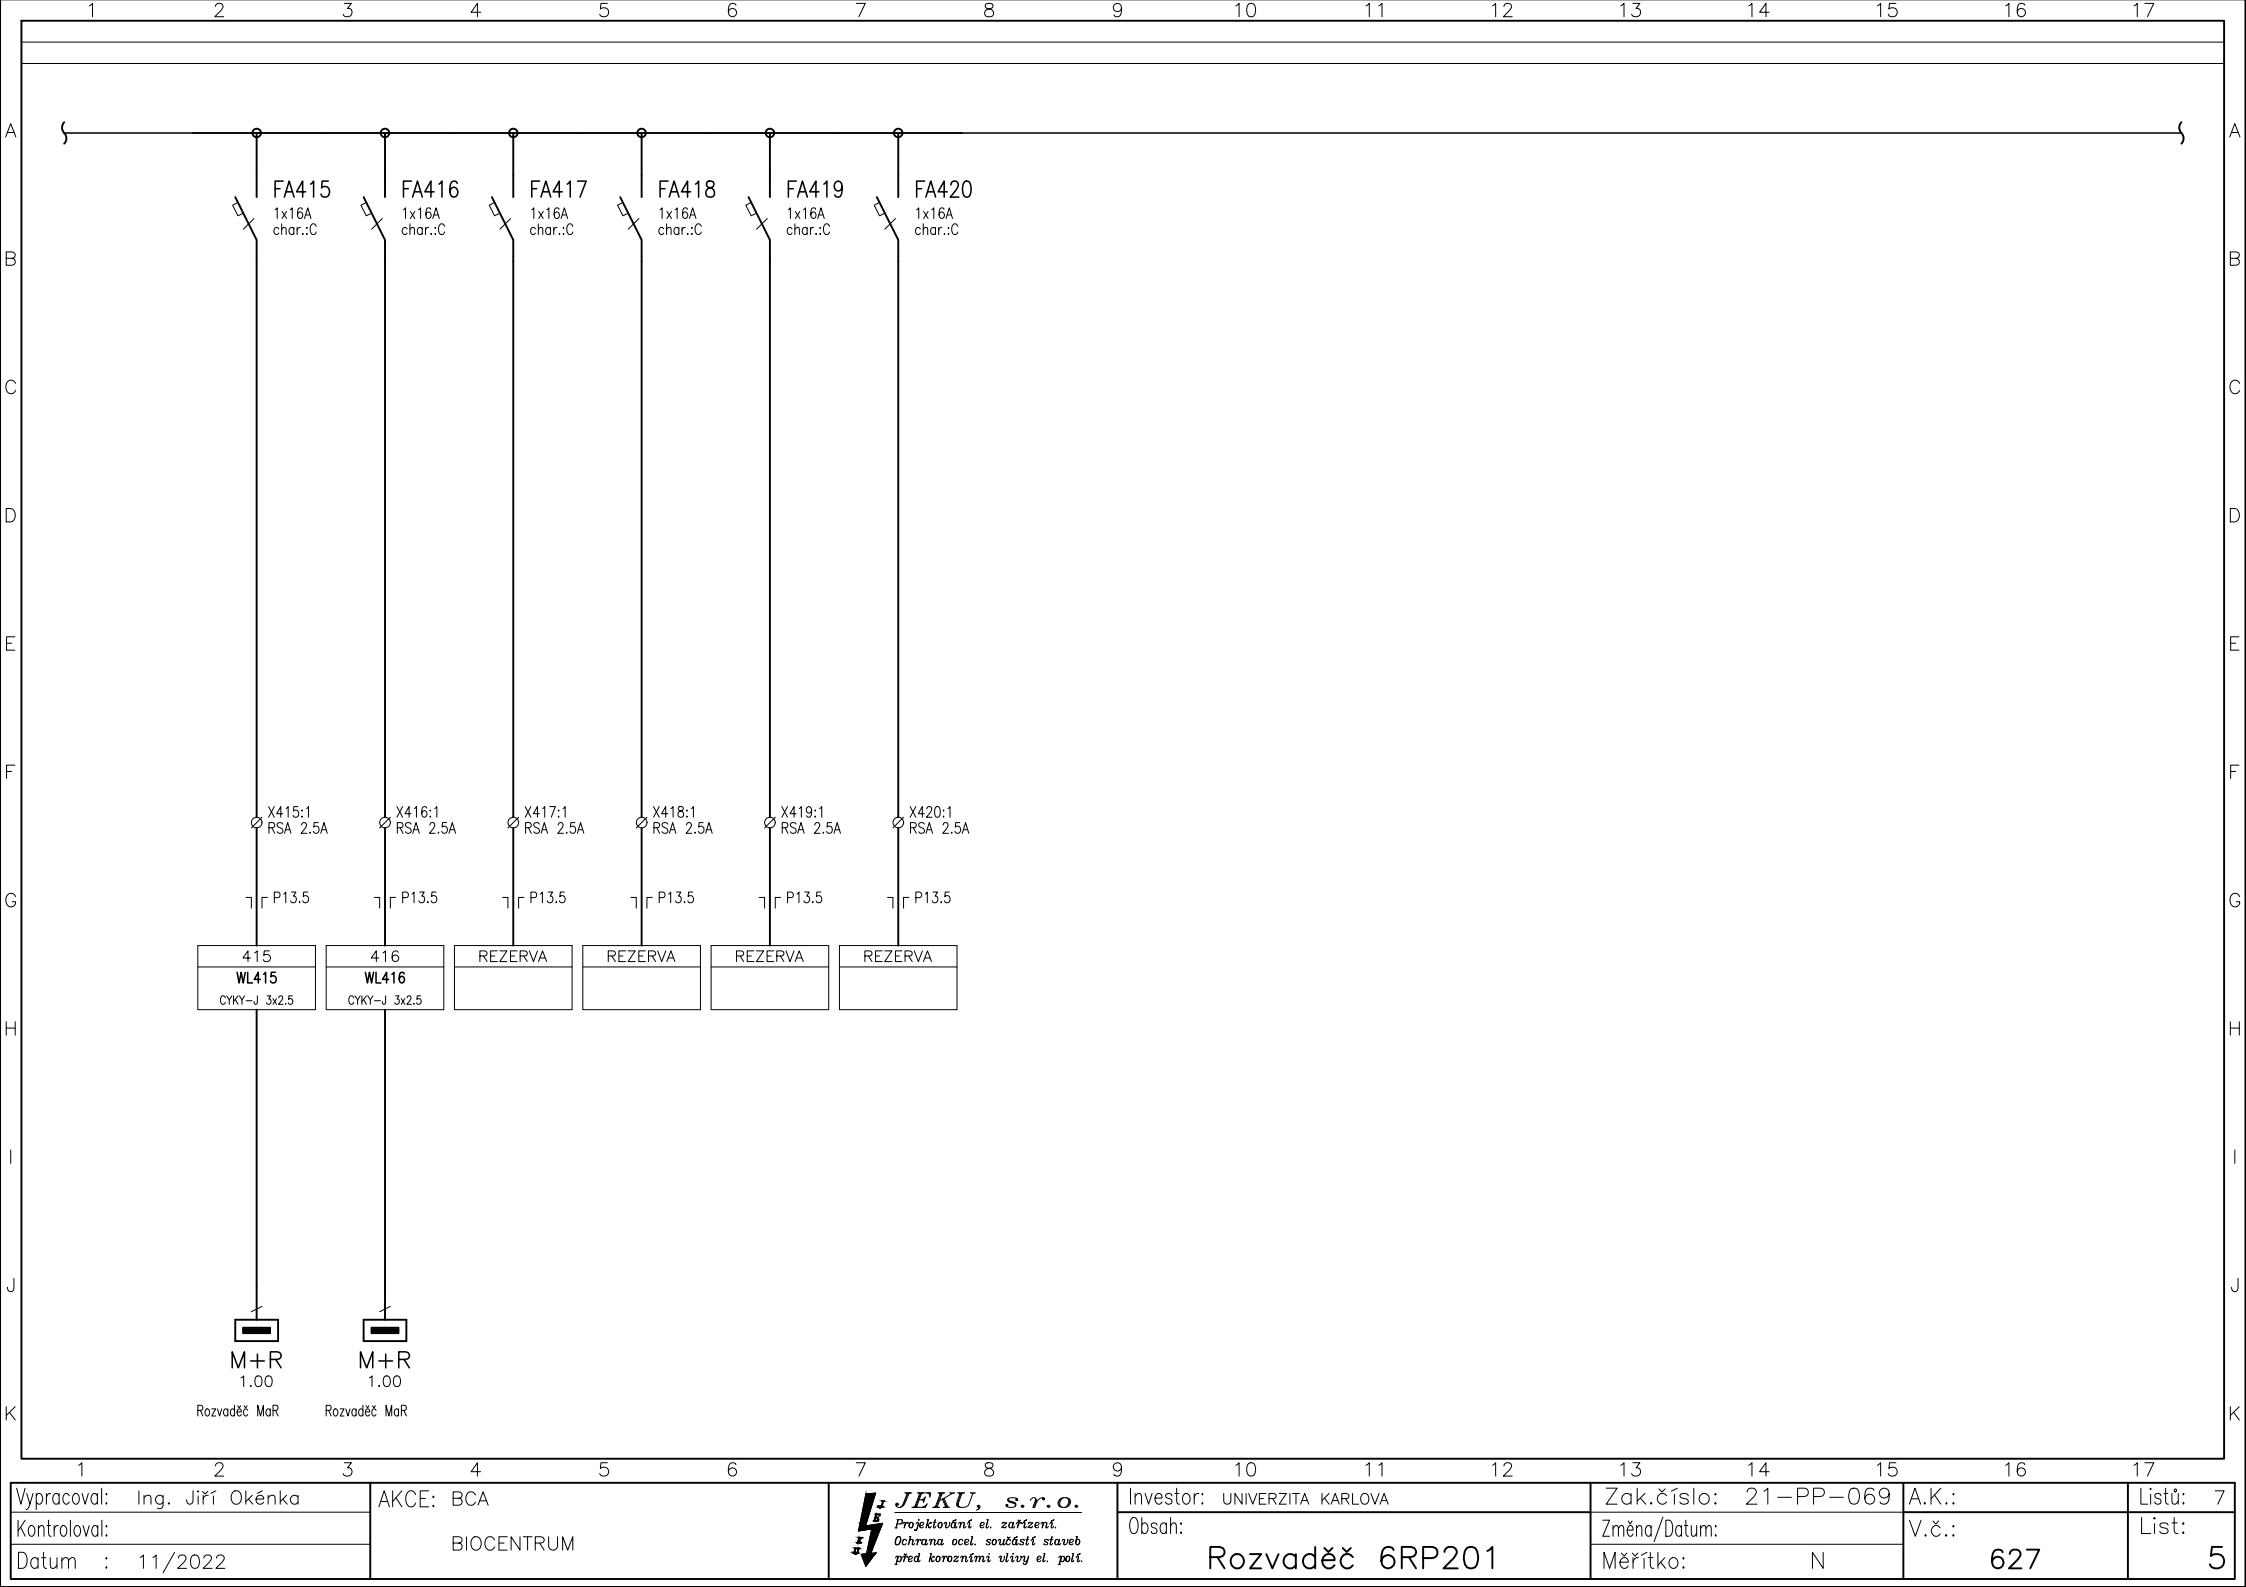 1 2 3 4 5 6 7 8 9 10 11 12 13 14 15 16 17
A A
FA415 FA416 FA417 FA418 FA419 FA420
1x16A 1x16A 1x16A 1x16A 1x16A 1x16A
char.:C char.:C char.:C char.:C char.:C char.:C
B B
C C
D D
E E
F F
X415:1 X416:1 X417:1 X418:1 X419:1 X420:1
RSA 2.5A RSA 2.5A RSA 2.5A RSA 2.5A RSA 2.5A RSA 2.5A
G P13.5 P13.5 P13.5 P13.5 P13.5 P13.5 G
415 416 REZERVA REZERVA REZERVA REZERVA
WL415 WL416
CYKY-J 3x2.5 CYKY-J 3x2.5
H H
I I
J J
M+R M+R
1.00 1.00
Rozvaděč MaR Rozvaděč MaR
K K
1 2 3 4 5 6 7 8 9 10 11 12 13 14 15 16 17
Vypracoval: Ing. Jiří Okénka
Kontroloval:
Datum : 11/2022
AKCE: BCA
BIOCENTRUM
JEKU, s.r.o.
Projektování el. zařízení.
Ochrana ocel. součástí staveb
před korozními vlivy el. polí.
Investor: UNIVERZITA KARLOVA
Obsah:
Rozvaděč 6RP201
Zak.číslo: 21-PP-069
Změna/Datum:
Měřítko: N
A.K.:
V.č.:
627
Listů: 7
List:
5